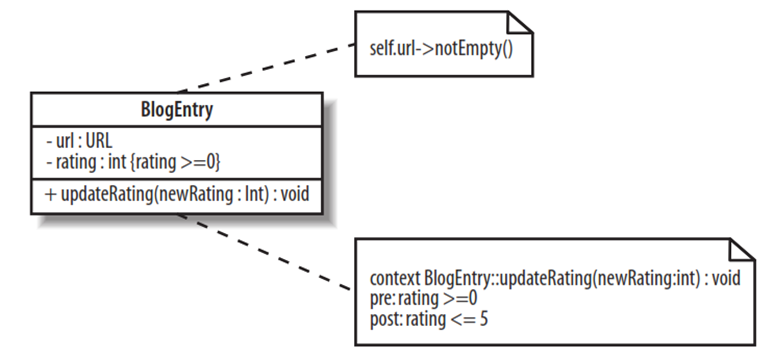 self.url->notEmpty()
BlogEntry
- url : URL
- rating : int {rating >=0}
+ updateRating(newRating : Int) : void
context BlogEntry::updateRating(newRating:int) : void
pre: rating >=0
post: rating <= 5